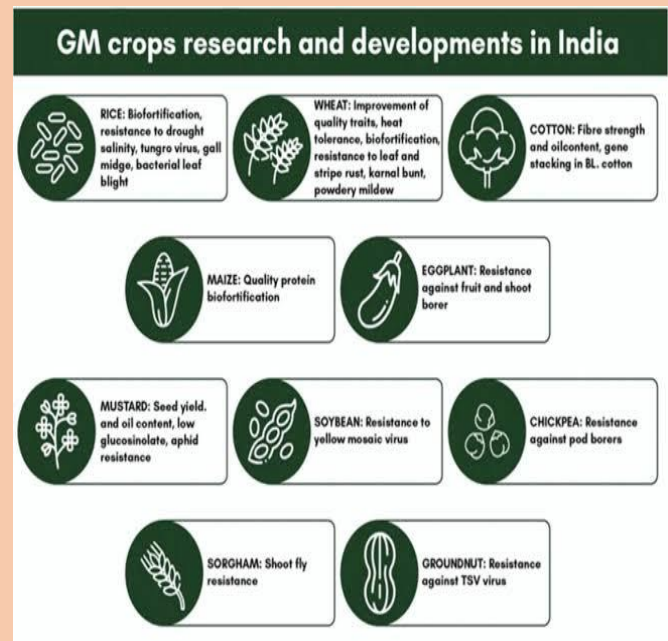 GM crops research and developments in India
RICE: Biofortification,
resistance to drought
salinity, tungro virus, gall
midge, bacterial leaf
blight
WHEAT: Improvement of
quality traits, heat
tolerance, biofortification,
resistance to leaf and
stripe rust, karnal bunt,
powdery mildew
COTTON: Fibre strength
and oilcontent, gene
stacking in BL. cotton
MAIZE: Quality protein
biofortification
EGGPLANT: Resistance
against fruit and shoot
borer
MUSTARD: Seed yield.
and oil content, low
glucosinolate, aphid
resistance
SOYBEAN: Resistance to
yellow mosaic virus
CHICKPEA: Resistance
against pod borers
SORGHAM: Shoot fly
resistance
GROUNDNUT: Resistance
against TSV virus